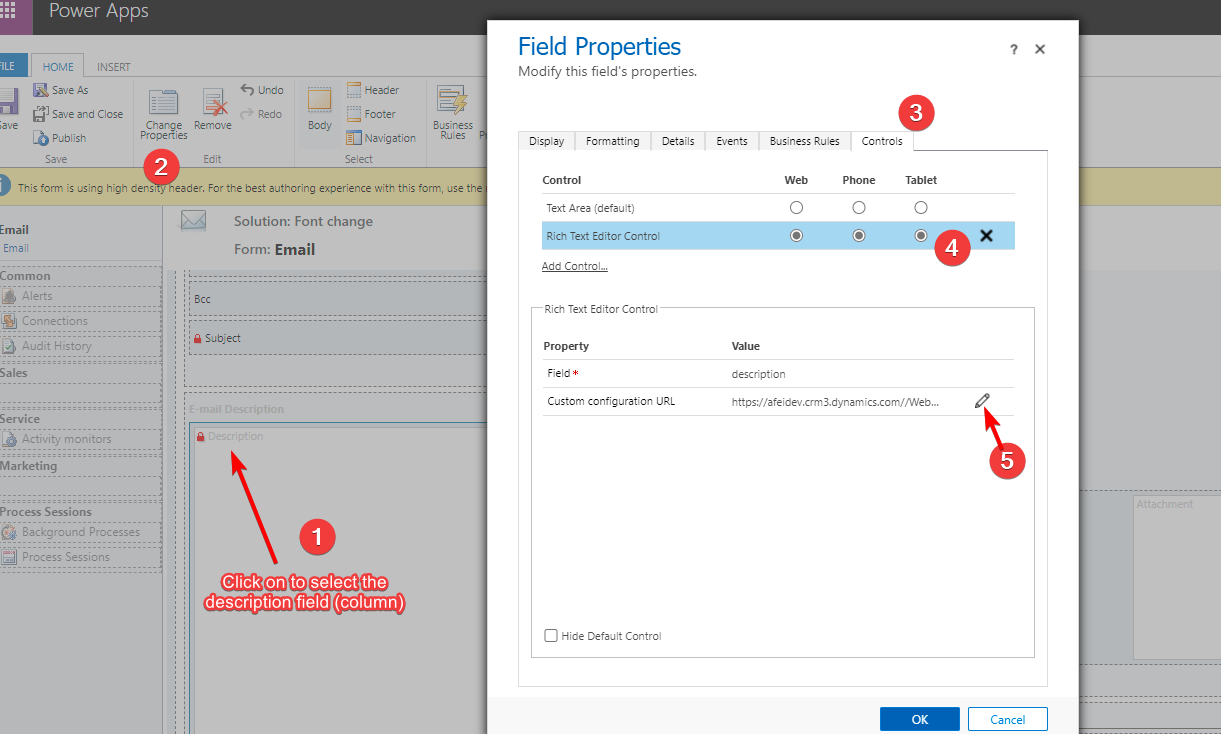 Power Apps
FILE
HOME
INSERT
Save
Save As
Save and Close
Publish
Save
Change
Properties
Remove
Undo
Redo
Edit
Body
Header
Footer
Navigation
Select
Business
Rules
2
This form is using high density header. For the best authoring experience with this form, use the
Email
Email
Common
Alerts
Connections
Audit History
Sales
Service
Activity monitors
Marketing
Process Sessions
Background Processes
Process Sessions
Solution: Font change
Form: Email
Bcc
Subject
E-mail Description
Description
1
Click on to select the
description field (column)
Field Properties
? 
Modify this field's properties.
3
Display Formatting Details Events Business Rules Controls
Control Web Phone Tablet
Text Area (default)
Rich Text Editor Control
4
Add Control...
Rich Text Editor Control
Property Value
Field * description
Custom configuration URL https://afeidev.crm3.dynamics.com//Web...
5
Hide Default Control
OK Cancel
Attachment